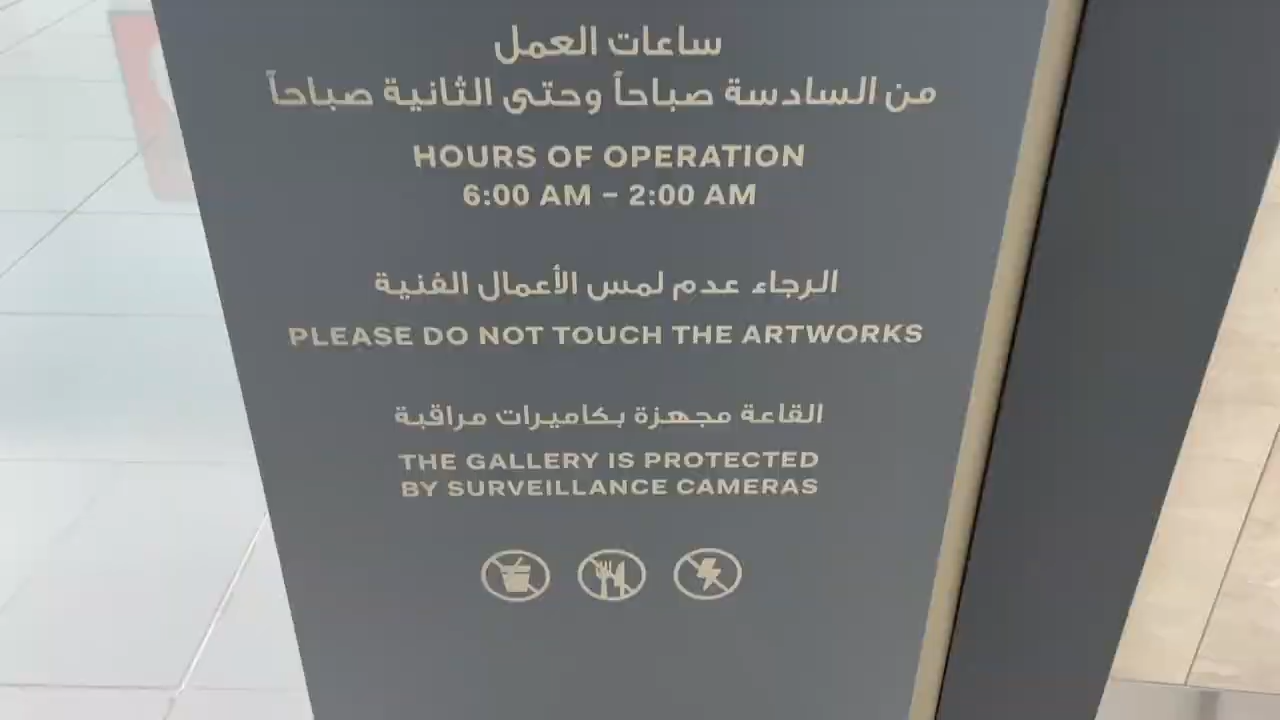 ساعات العمل
من السادسة صباحاً وحتى الثانية صباحاً
HOURS OF OPERATION
6:00 AM – 2:00 AM
الرجاء عدم لمس الأعمال الفنية
PLEASE DO NOT TOUCH THE ARTWORKS
القاعة مجهزة بكاميرات مراقبة
THE GALLERY IS PROTECTED
BY SURVEILLANCE CAMERAS